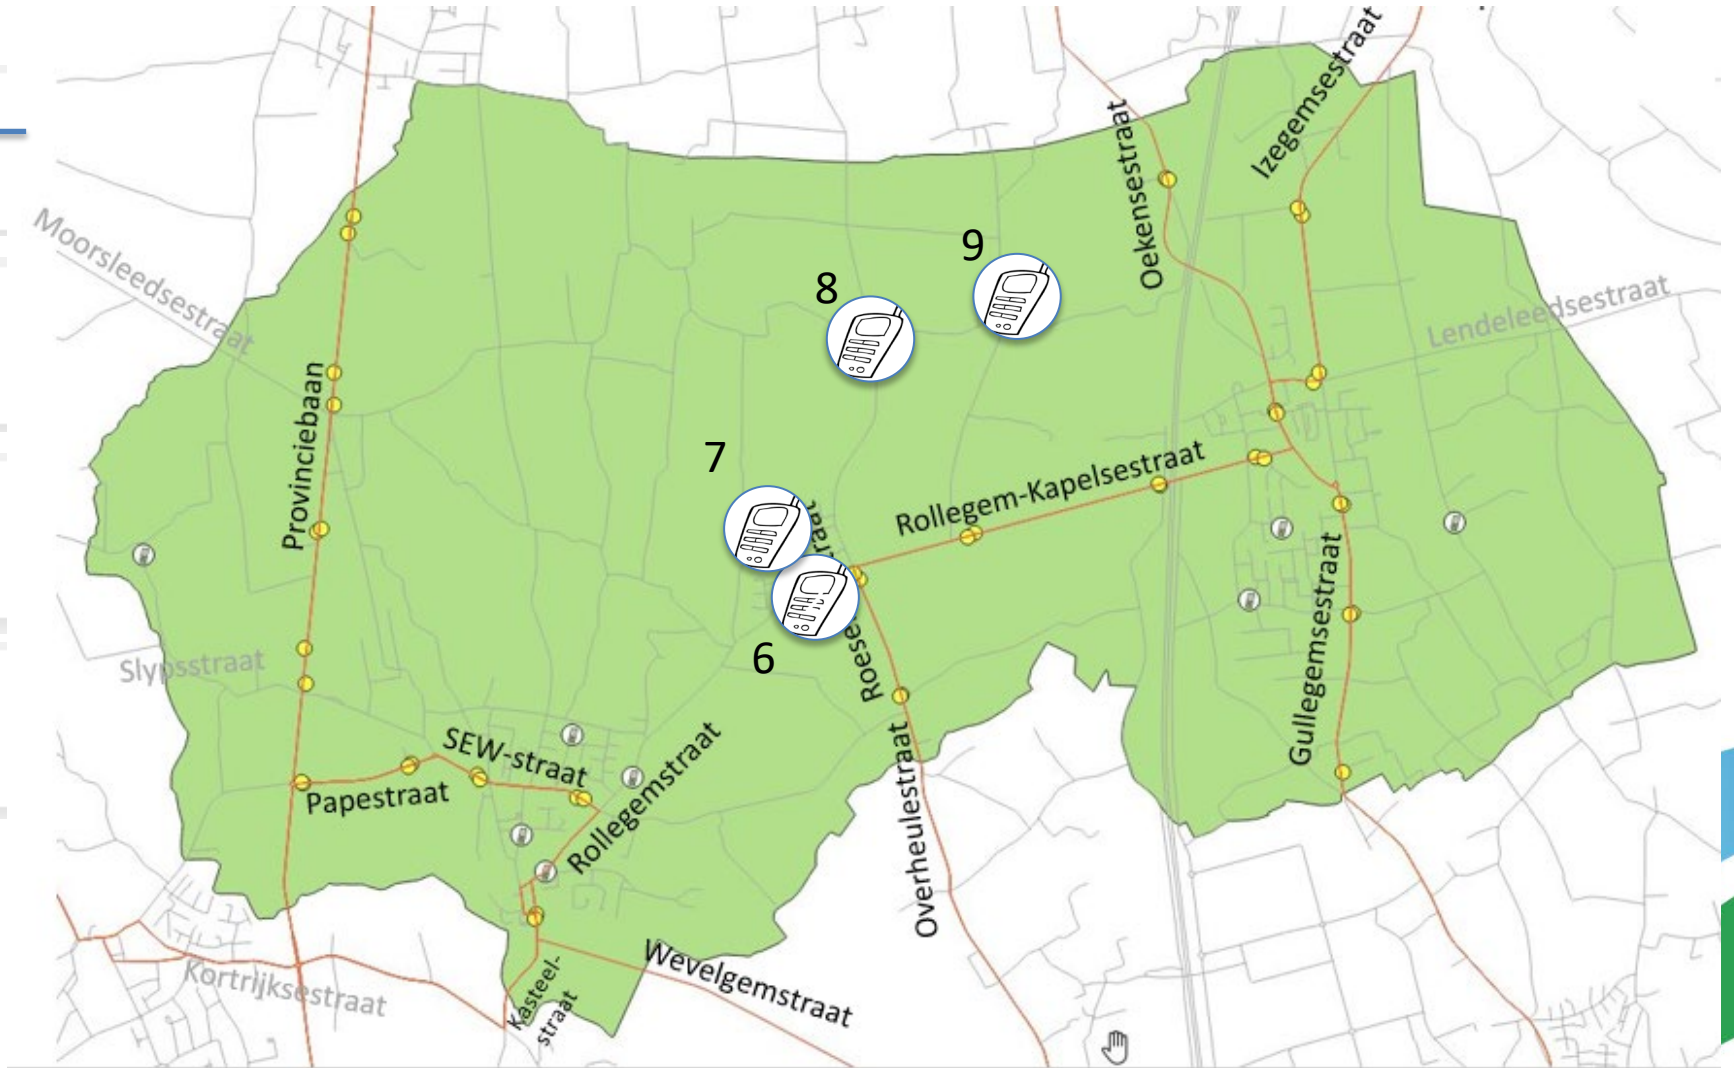 Izegemsestraat
Oekensestraat
Moorsleedsestraat
9
8
Lendeleedsestraat
Provinciebaan
7
Rollegem-Kapelsestraat
6
Roese
raat
Slypsstraat
Gullegemsestraat
SEW-straat
Papestraat
Rollegemstraat
Overheulestraat
Wevelgemstraat
Kortrijksestraat
Kasteel-
straat